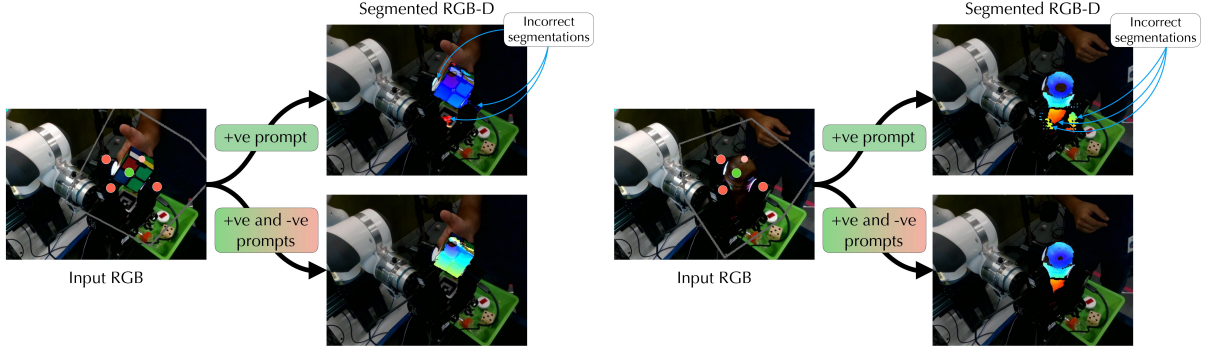 Segmented RGB-D
Incorrect
segmentations
+ve prompt
+ve and -ve
prompts
Input RGB
Segmented RGB-D
Incorrect
segmentations
+ve prompt
+ve and -ve
prompts
Input RGB